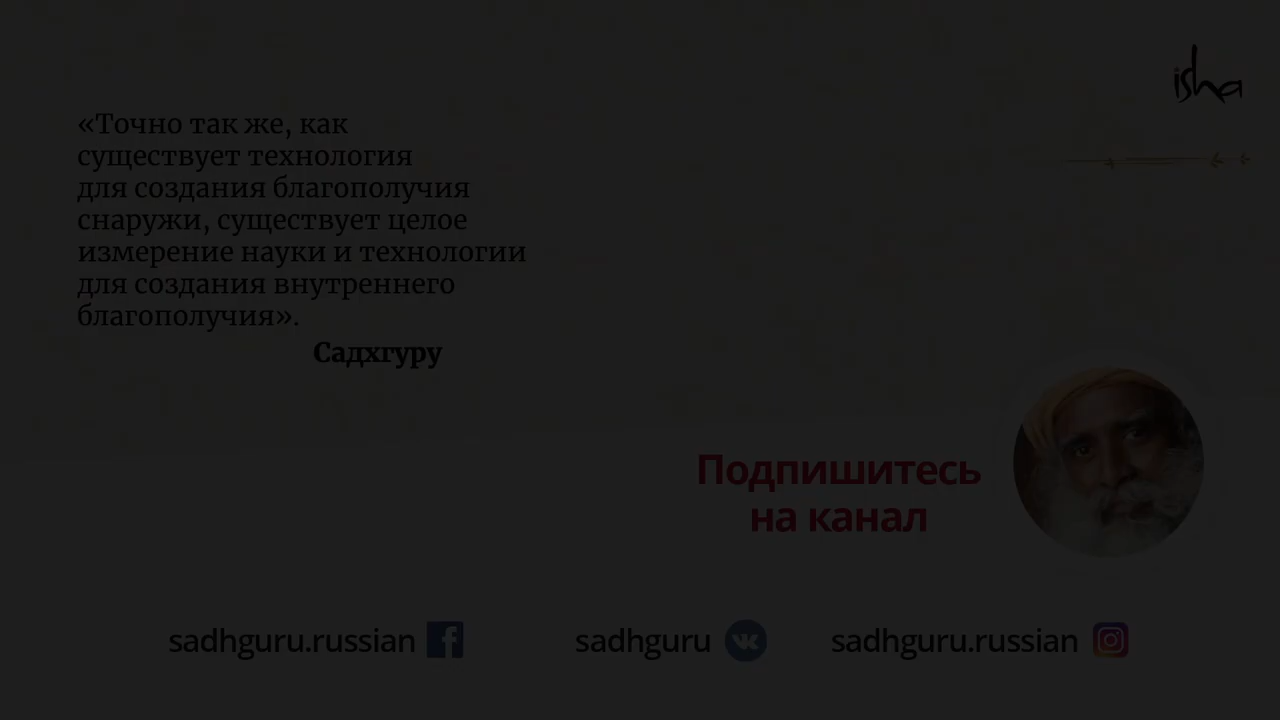 isha
«Точно так же, как
существует технология
для создания благополучия
снаружи, существует целое
измерение науки и технологии
для создания внутреннего
благополучия».
Садхгуру
Подпишитесь
на канал
sadhguru.russian
sadhguru
sadhguru.russian